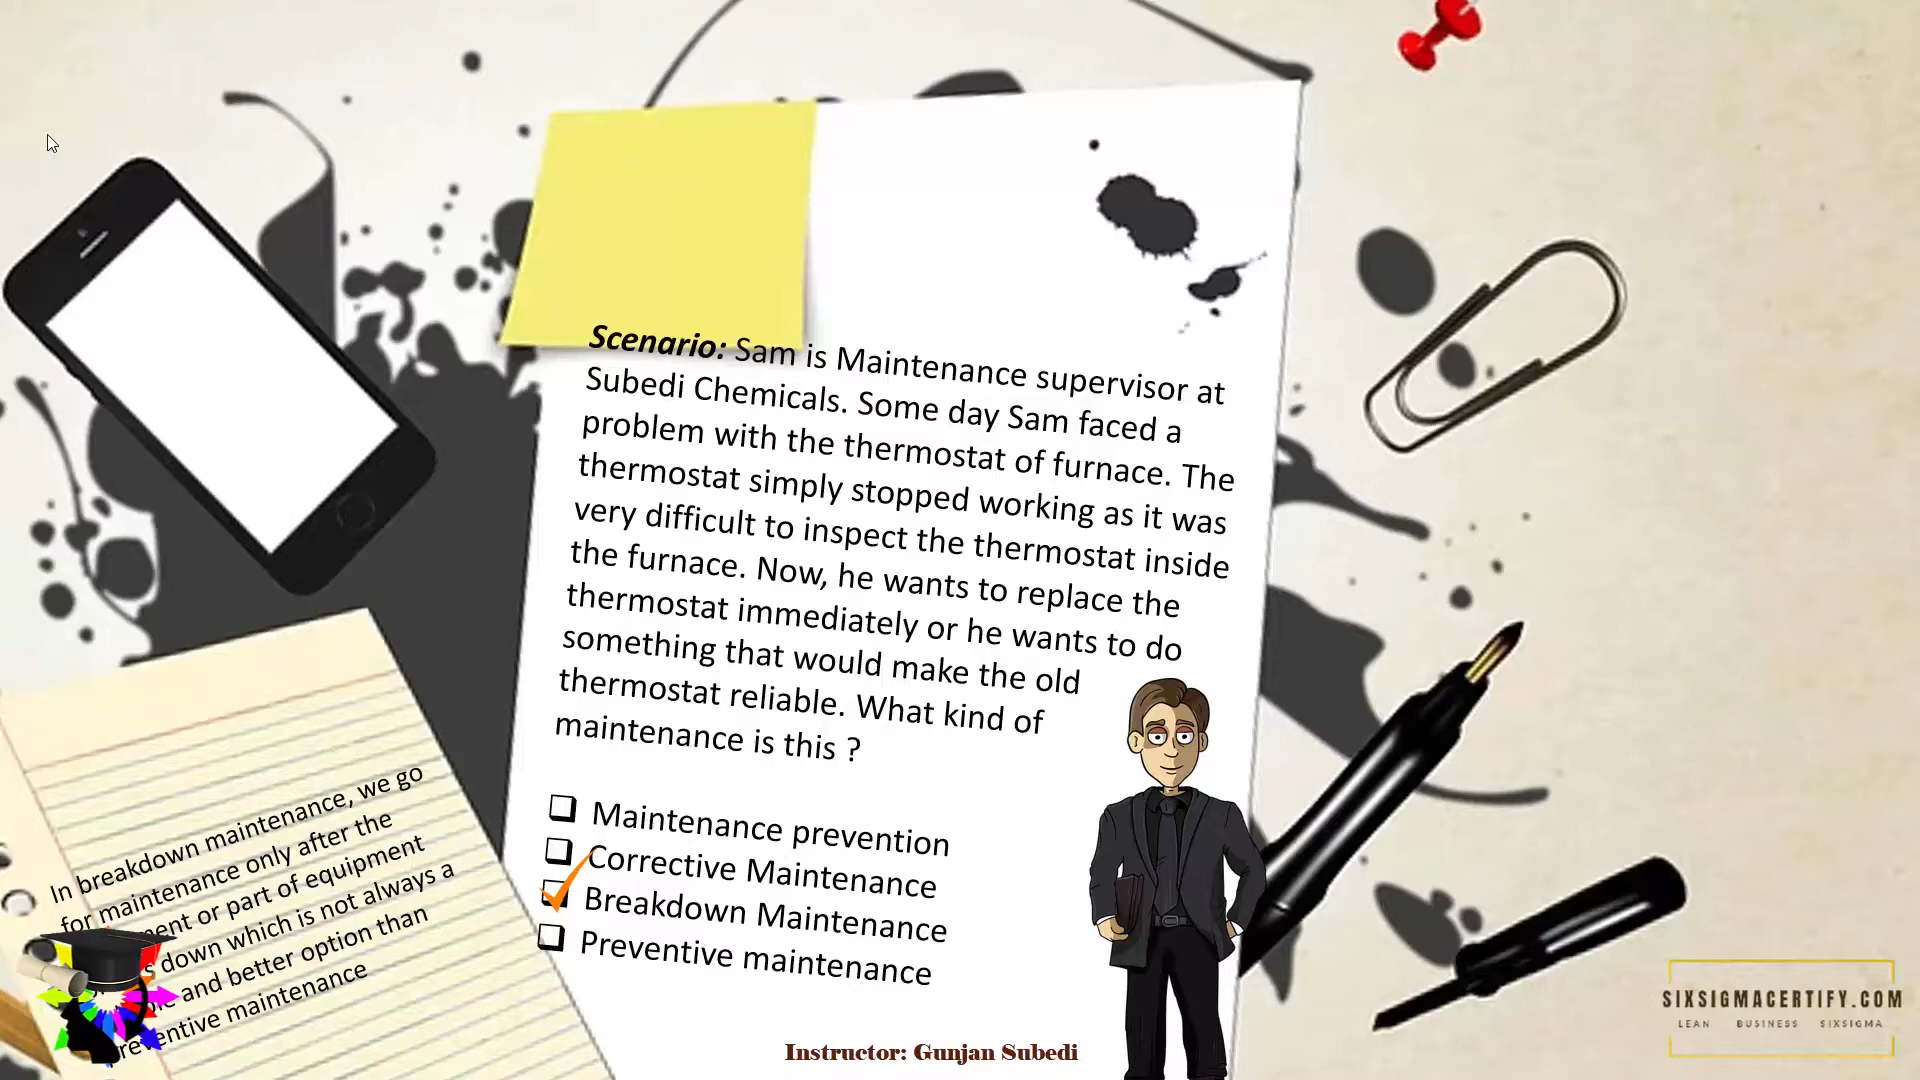 Scenario: Sam is Maintenance supervisor at
Subedi Chemicals. Some day Sam faced a
problem with the thermostat of furnace. The
thermostat simply stopped working as it was
very difficult to inspect the thermostat inside
the furnace. Now, he wants to replace the
thermostat immediately or he wants to do
something that would make the old
thermostat reliable. What kind of
maintenance is this ?
Maintenance prevention
Corrective Maintenance
Breakdown Maintenance
Preventive maintenance
In breakdown maintenance, we go
for maintenance only after the
or part of equipment
down which is not always a
and better option than
preventive maintenance
Instructor: Gunjan Subedi
SIXSIGMACERTIFY.COM
LEAN BUSINESS SIXSIGMA